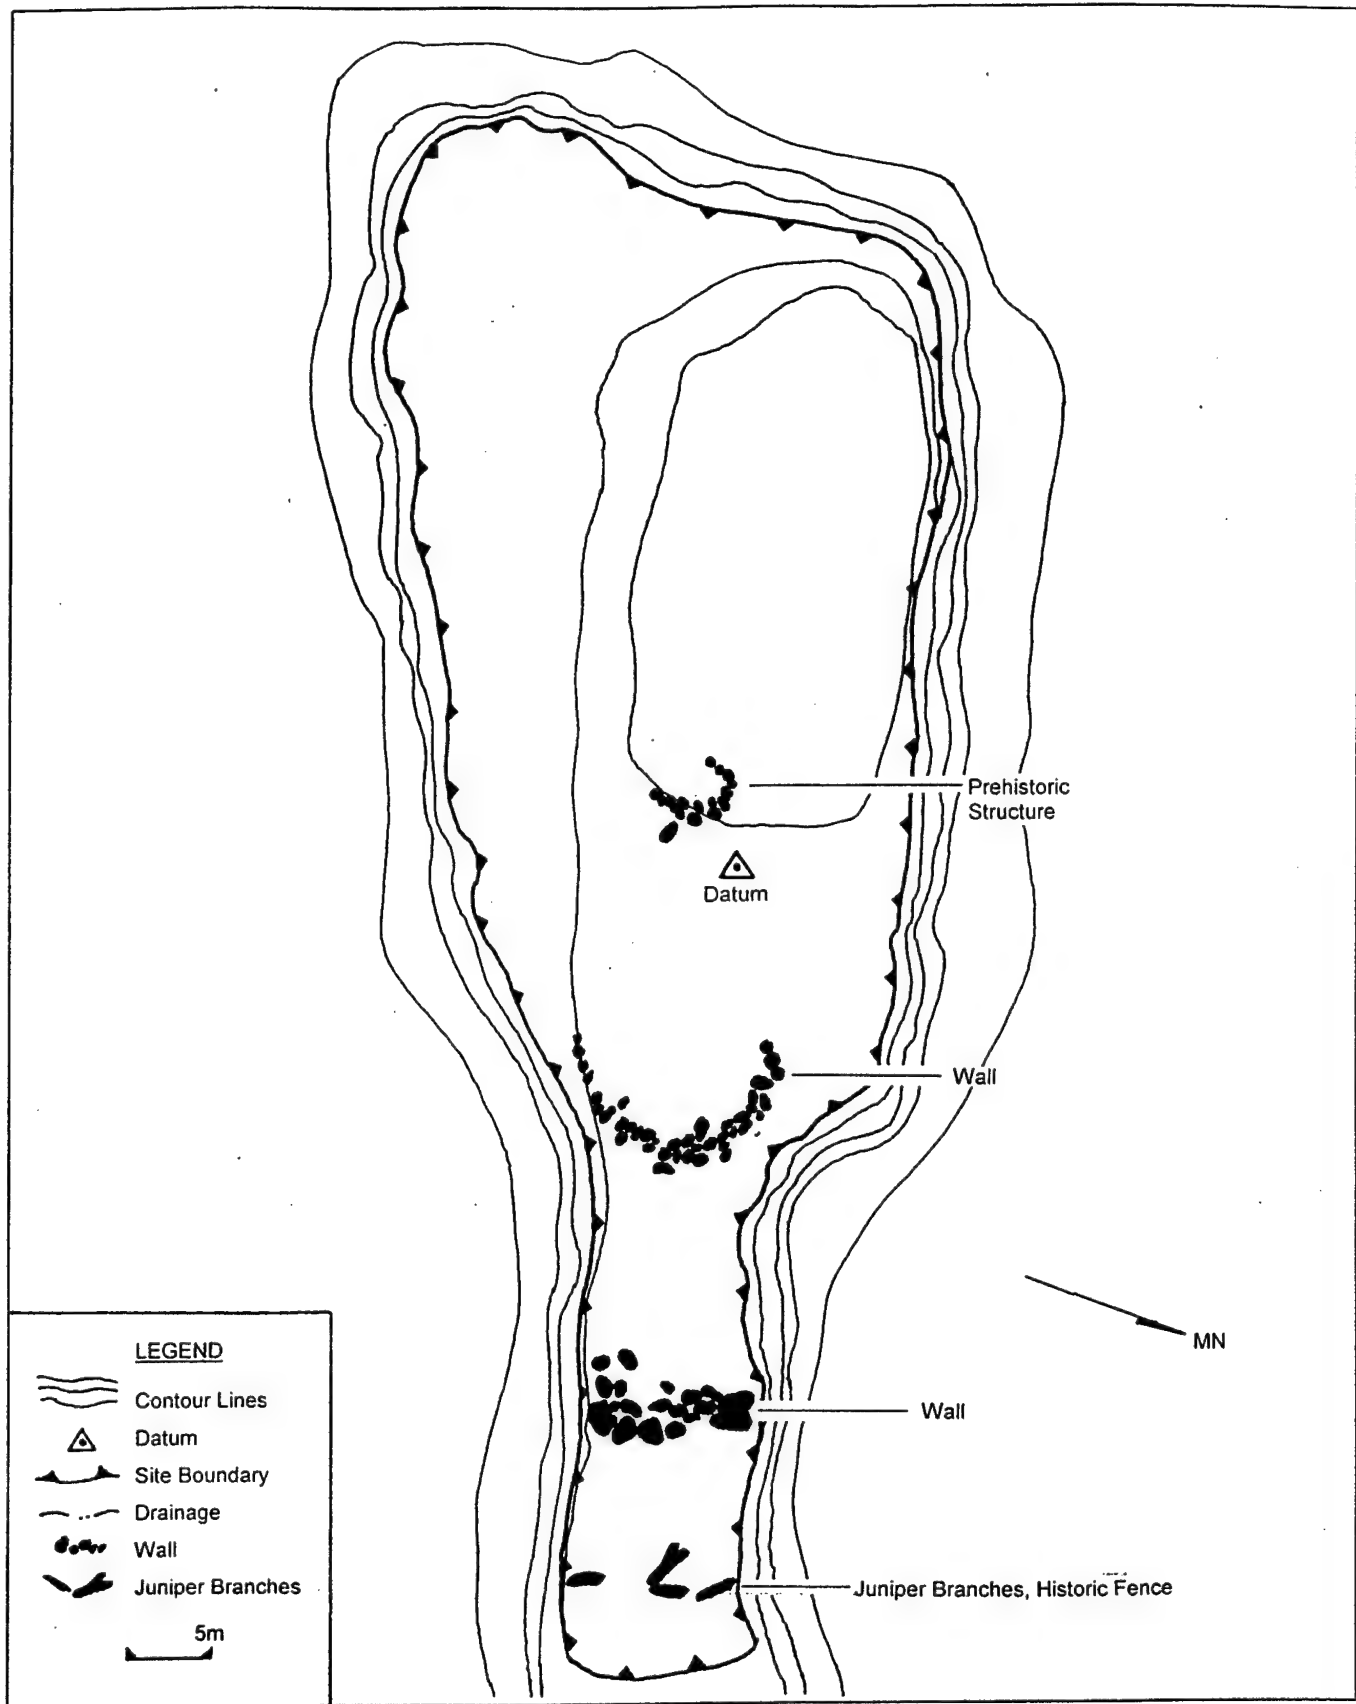 Prehistoric
Structure
Datum
Wall
MN
Wall
Juniper Branches, Historic Fence
LEGEND
Contour Lines
Datum
Site Boundary
Drainage
Wall
Juniper Branches
5m